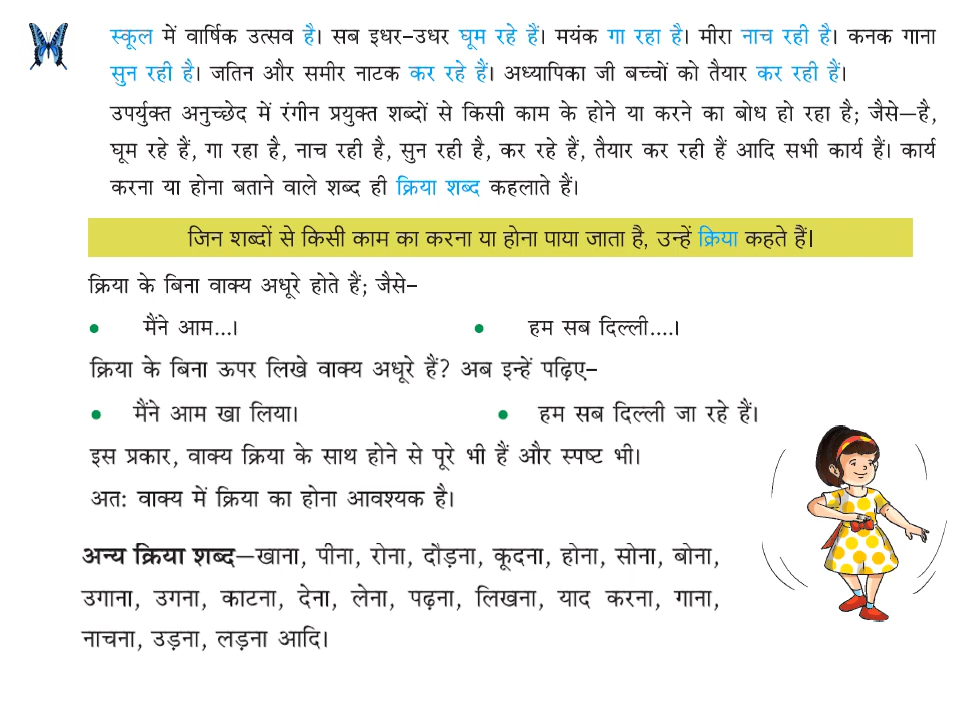 स्कूल में वार्षिक उत्सव है। सब इधर-उधर घूम रहे हैं। मयंक गा रहा है। मीरा नाच रही है। कनक गाना
सुन रही है। जतिन और समीर नाटक कर रहे हैं। अध्यापिका जी बच्चों को तैयार कर रही हैं।
उपर्युक्त अनुच्छेद में रंगीन प्रयुक्त शब्दों से किसी काम के होने या करने का बोध हो रहा है; जैसे—है,
घूम रहे हैं, गा रहा है, नाच रही है, सुन रही है, कर रहे हैं, तैयार कर रही हैं आदि सभी कार्य हैं। कार्य
करना या होना बताने वाले शब्द ही क्रिया शब्द कहलाते हैं।
जिन शब्दों से किसी काम का करना या होना पाया जाता है, उन्हें क्रिया कहते हैं।
क्रिया के बिना वाक्य अधूरे होते हैं; जैसे–
• मैंने आम...। • हम सब दिल्ली....।
क्रिया के बिना ऊपर लिखे वाक्य अधूरे हैं? अब इन्हें पढ़िए–
• मैंने आम खा लिया। • हम सब दिल्ली जा रहे हैं।
इस प्रकार, वाक्य क्रिया के साथ होने से पूरे भी हैं और स्पष्ट भी।
अत: वाक्य में क्रिया का होना आवश्यक है।
अन्य क्रिया शब्द—खाना, पीना, रोना, दौड़ना, कूदना, होना, सोना, बोना,
उगाना, उगना, काटना, देना, लेना, पढ़ना, लिखना, याद करना, गाना,
नाचना, उड़ना, लड़ना आदि।